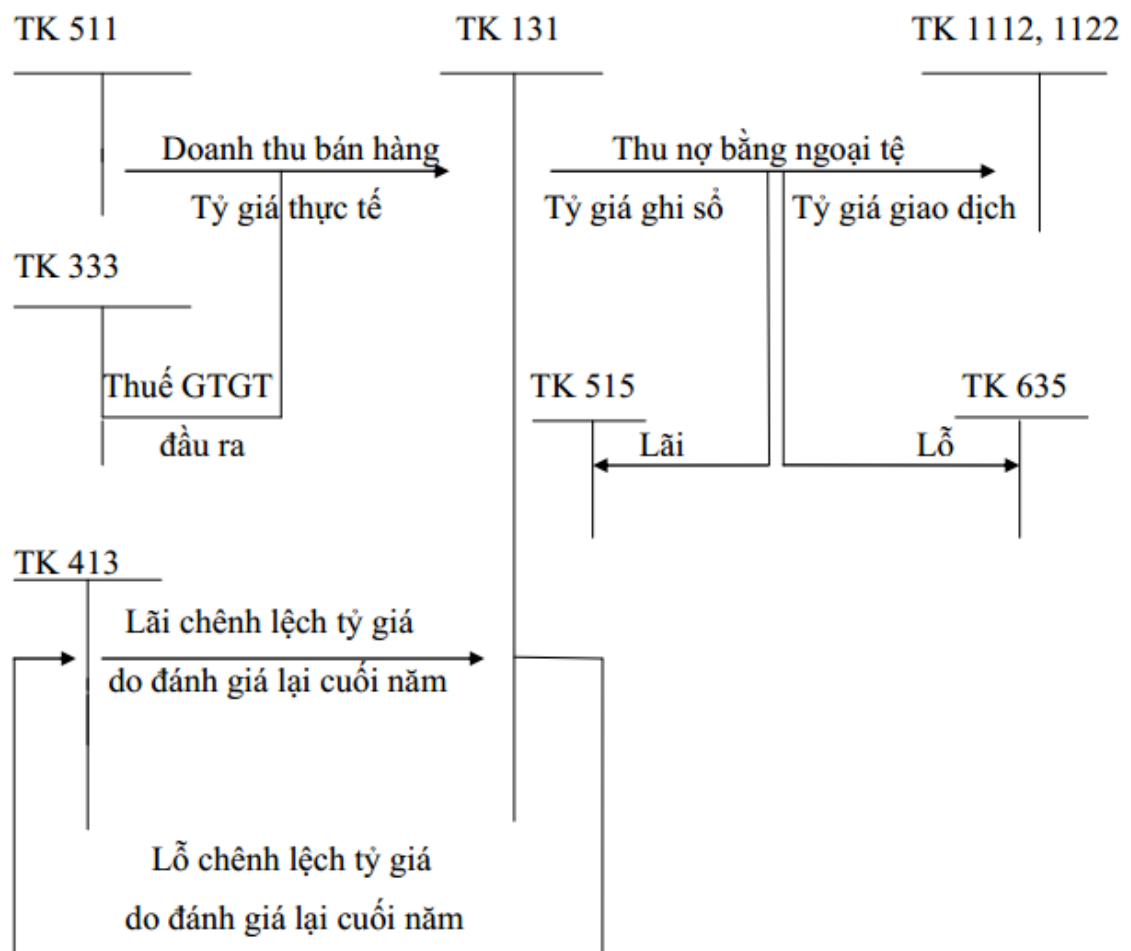 TK 511
TK 131
TK 1112, 1122
Doanh thu bán hàng
Thu nợ bằng ngoại tệ
Tỷ giá thực tế
Tỷ giá ghi sổ
Tỷ giá giao dịch
TK 333
Thuế GTGT
đầu ra
TK 515
TK 635
Lãi
Lỗ
TK 413
Lãi chênh lệch tỷ giá
do đánh giá lại cuối năm
Lỗ chênh lệch tỷ giá
do đánh giá lại cuối năm